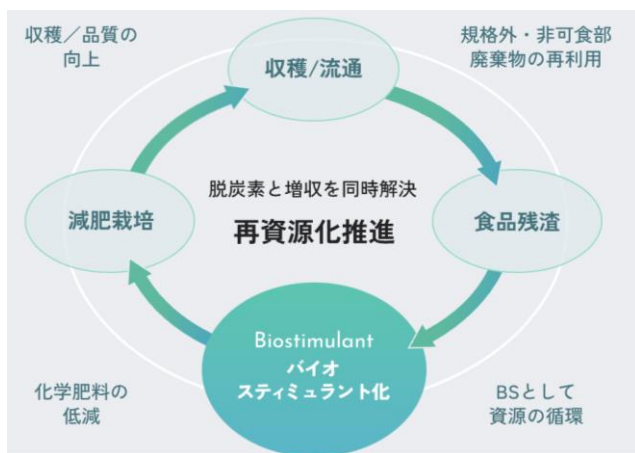 収穫／品質の
向上
収穫/流通
規格外・非可食部
廃棄物の再利用
減肥栽培
脱炭素と増収を同時解決
再資源化推進
食品残渣
Biostimulant
バイオ
スティミュラント化
化学肥料の
低減
BSとして
資源の循環